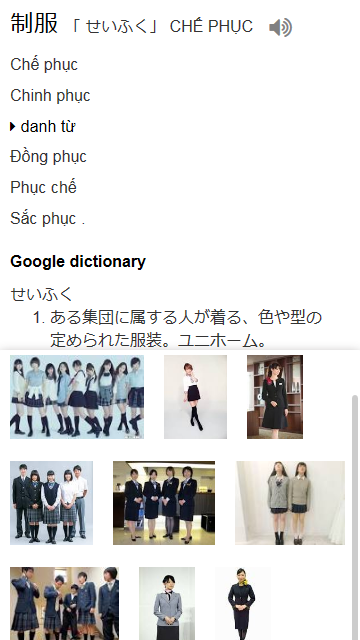 制服 「 せいふく」 CHẾ PHỤC
Chế phục
Chinh phục
danh từ
Đồng phục
Phục chế
Sắc phục .
Google dictionary
せいふく
1. ある集団に属する人が着る、色や型の
定められた服装。ユニホーム。